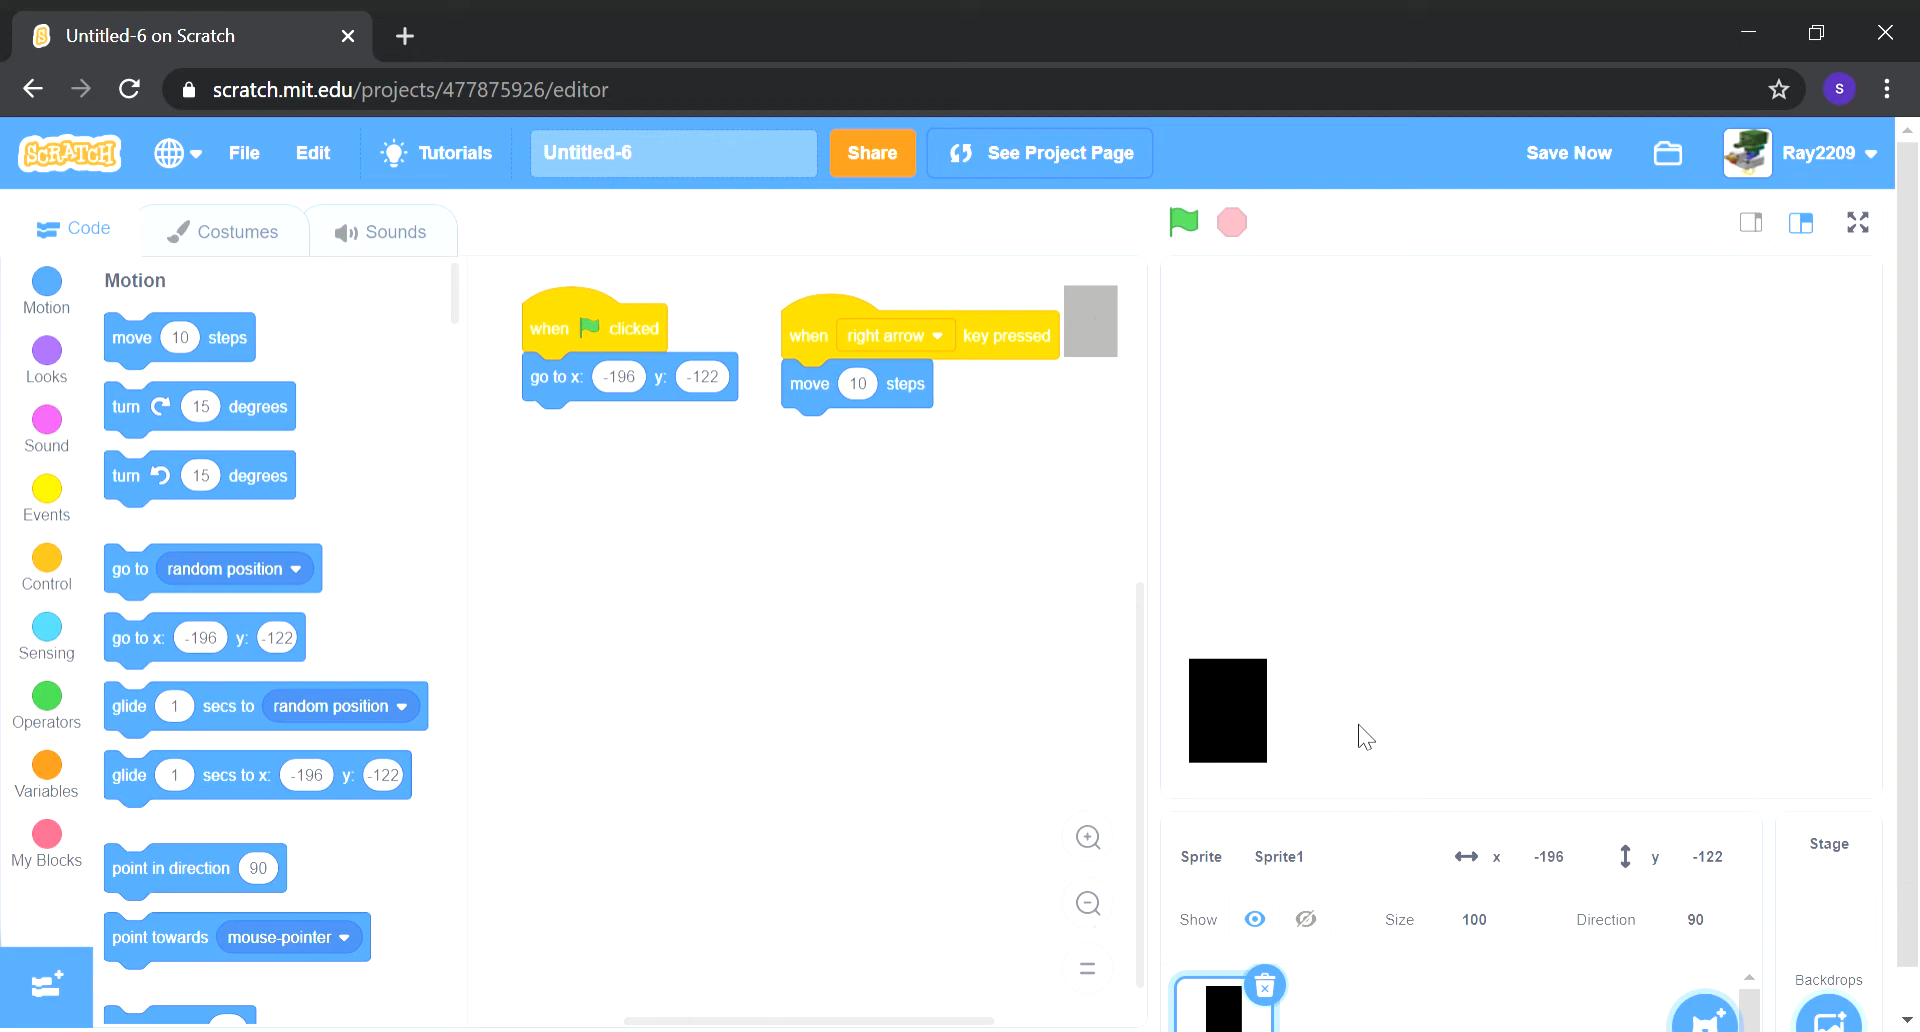 Untitled-6 on Scratch
scratch.mit.edu/projects/477875926/editor
S
SCRATCH
File
Edit
Tutorials
Untitled-6
Share
See Project Page
Save Now
Ray2209
Code
Costumes
Sounds
Motion
Looks
Sound
Events
Control
Sensing
Operators
Variables
My Blocks
Motion
move 10 steps
turn 15 degrees
turn 15 degrees
go to random position
go to x: -196 y: -122
glide 1 secs to random position
glide 1 secs to x: -196 y: -122
point in direction 90
point towards mouse-pointer
when clicked
go to x: -196 y: -122
when right arrow key pressed
move 10 steps
Sprite Sprite1 x -196 y -122
Show Size 100 Direction 90
Stage
Backdrops